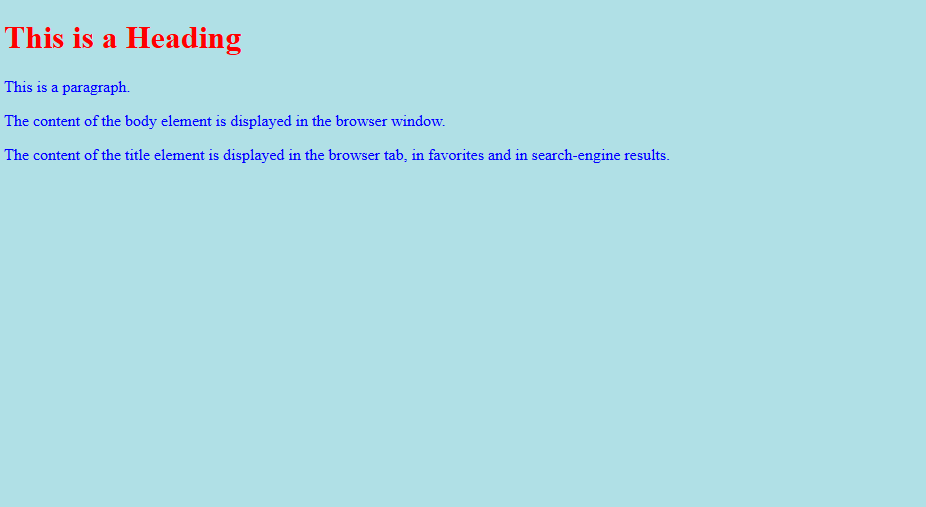 This is a Heading
This is a paragraph.
The content of the body element is displayed in the browser window.
The content of the title element is displayed in the browser tab, in favorites and in search-engine results.